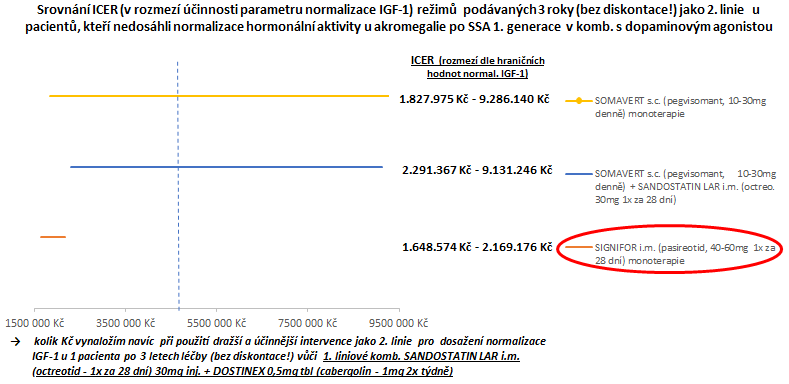 Srovnání ICER (v rozmezí účinnosti parametru normalizace IGF-1) režimů podávaných 3 roky (bez diskontace!) jako 2. linie u
pacientů, kteří nedosáhli normalizace hormonální aktivity u akromegalie po SSA 1. generace v komb. s dopaminovým agonistou
ICER (rozmezí dle hraničních
hodnot normal. IGF-1)
1.827.975 Kč - 9.286.140 Kč
SOMAVERT s.c. (pegvisomant, 10-30mg
denně) monoterapie
2.291.367 Kč - 9.131.246 Kč
SOMAVERT s.c. (pegvisomant, 10-30mg
denně) + SANDOSTATIN LAR i.m. (octreo.
30mg 1x za 28 dní)
1.648.574 Kč - 2.169.176 Kč
SIGNIFOR i.m. (pasireotid, 40-60mg 1x za
28 dní) monoterapie
1500 000 Kč 3500 000 Kč 5500 000 Kč 7500 000 Kč 9500 000 Kč
→ kolik Kč vynaložím navíc při použití dražší a účinnější intervence jako 2. linie pro dosažení normalizace
IGF-1 u 1 pacienta po 3 letech léčby (bez diskontace!) vůči 1. liniové komb. SANDOSTATIN LAR i.m.
(octreotid - 1x za 28 dní) 30mg inj. + DOSTINEX 0,5mg tbl (cabergolin - 1mg 2x týdně)